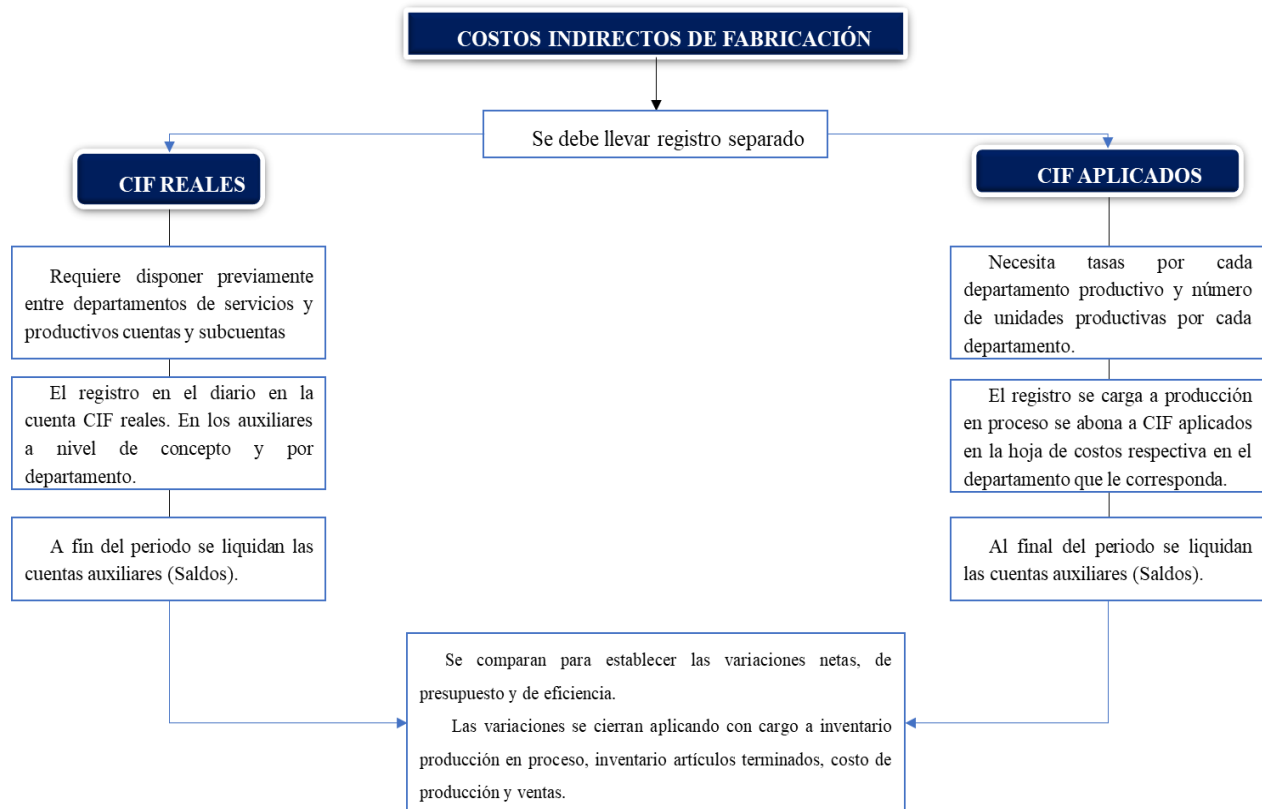 COSTOS INDIRECTOS DE FABRICACIÓN
Se debe llevar registro separado
CIF REALES
Requiere disponer previamente
entre departamentos de servicios y
productivos cuentas y subcuentas
El registro en el diario en la
cuenta CIF reales. En los auxiliares
a nivel de concepto y por
departamento.
A fin del periodo se liquidan las
cuentas auxiliares (Saldos).
CIF APLICADOS
Necesita tasas por cada
departamento productivo y número
de unidades productivas por cada
departamento.
El registro se carga a producción
en proceso se abona a CIF aplicados
en la hoja de costos respectiva en el
departamento que le corresponda.
Al final del periodo se liquidan
las cuentas auxiliares (Saldos).
Se comparan para establecer las variaciones netas, de
presupuesto y de eficiencia.
Las variaciones se cierran aplicando con cargo a inventario
producción en proceso, inventario artículos terminados, costo de
producción y ventas.